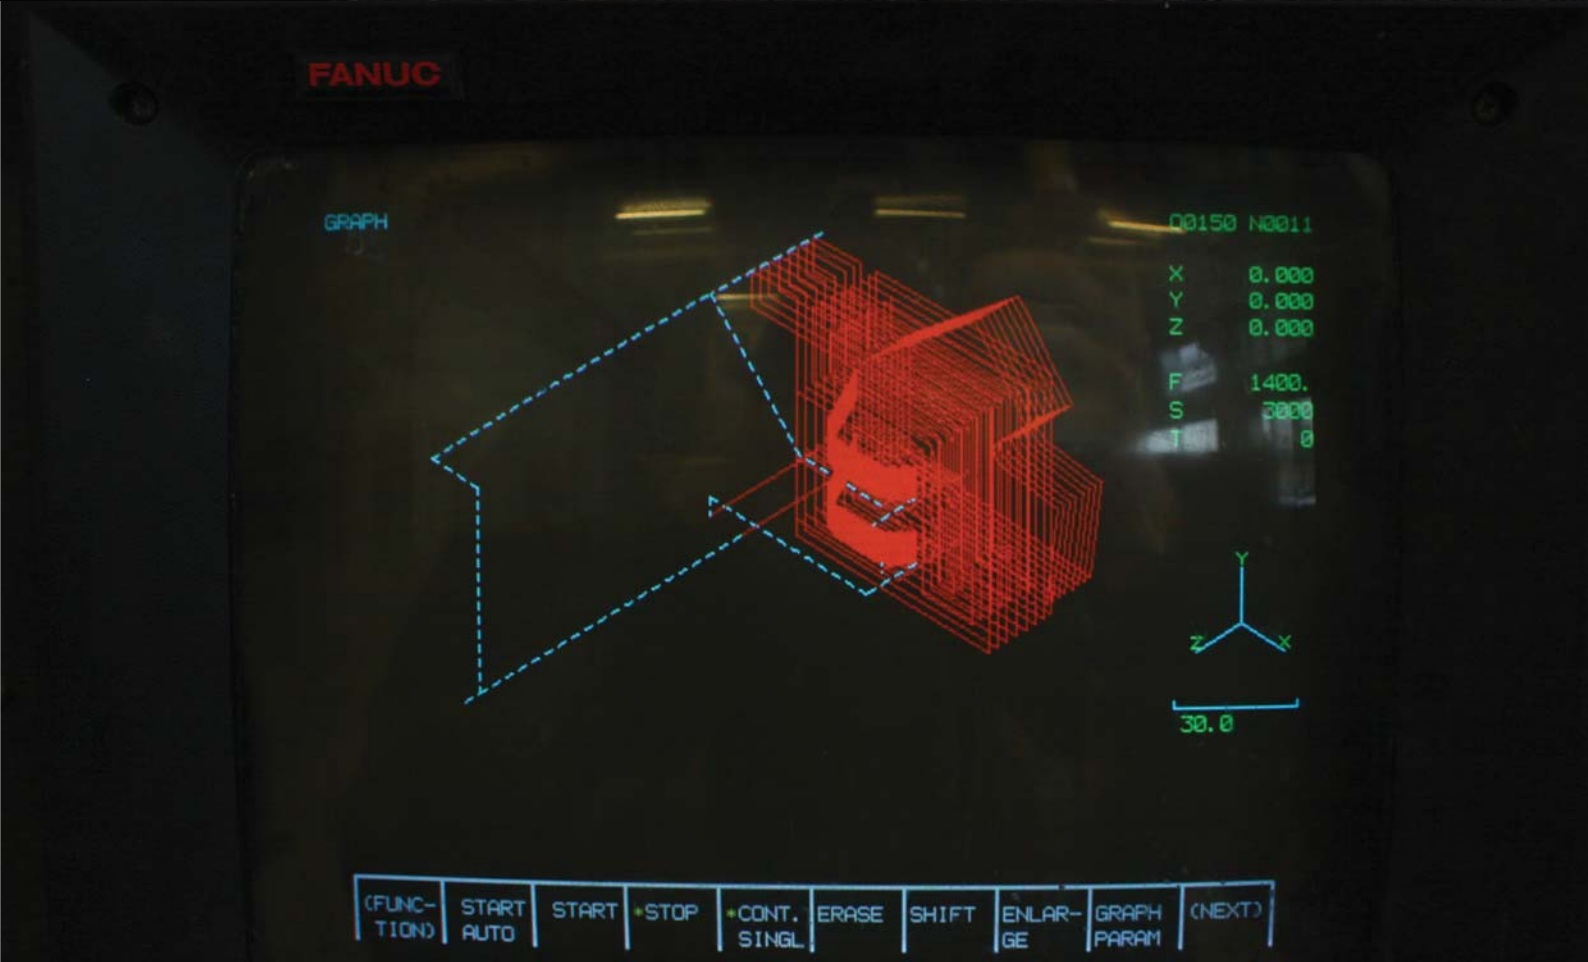 FANUC
GRAPH
O0150 N0011
X 0.000
Y 0.000
Z 0.000
F 1400.
S 3000
T 0
Y
Z X
30.0
(FUNC-
TION)
START
AUTO
START
*STOP
*CONT.
SINGL
ERASE
SHIFT
ENLAR-
GE
GRAPH
PARAM
(NEXT)